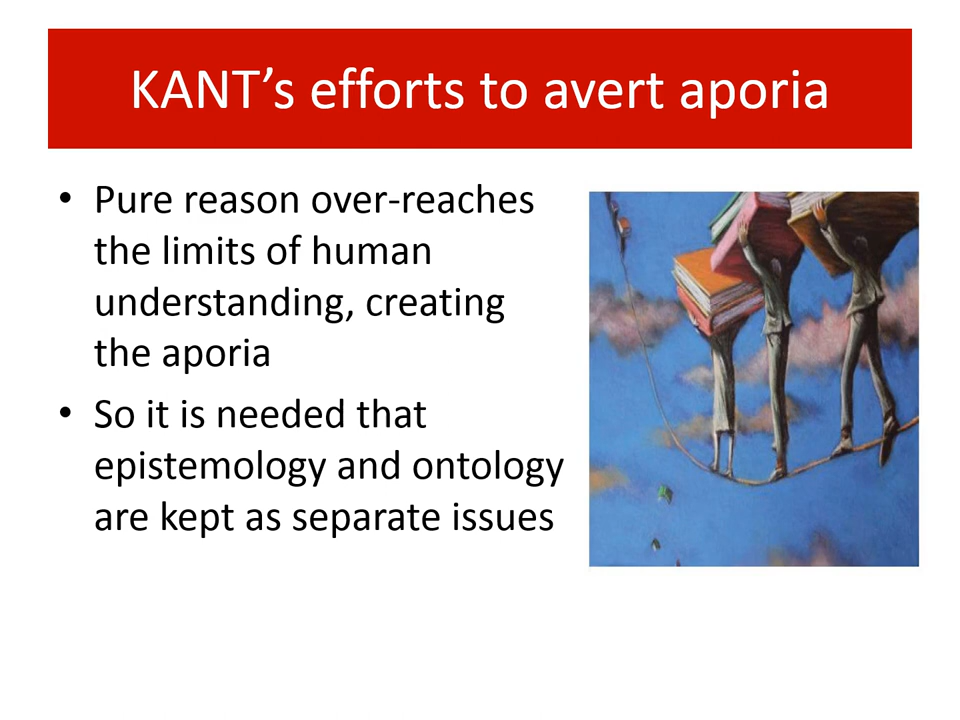 KANT’s efforts to avert aporia
• Pure reason over-reaches
the limits of human
understanding, creating
the aporia
• So it is needed that
epistemology and ontology
are kept as separate issues